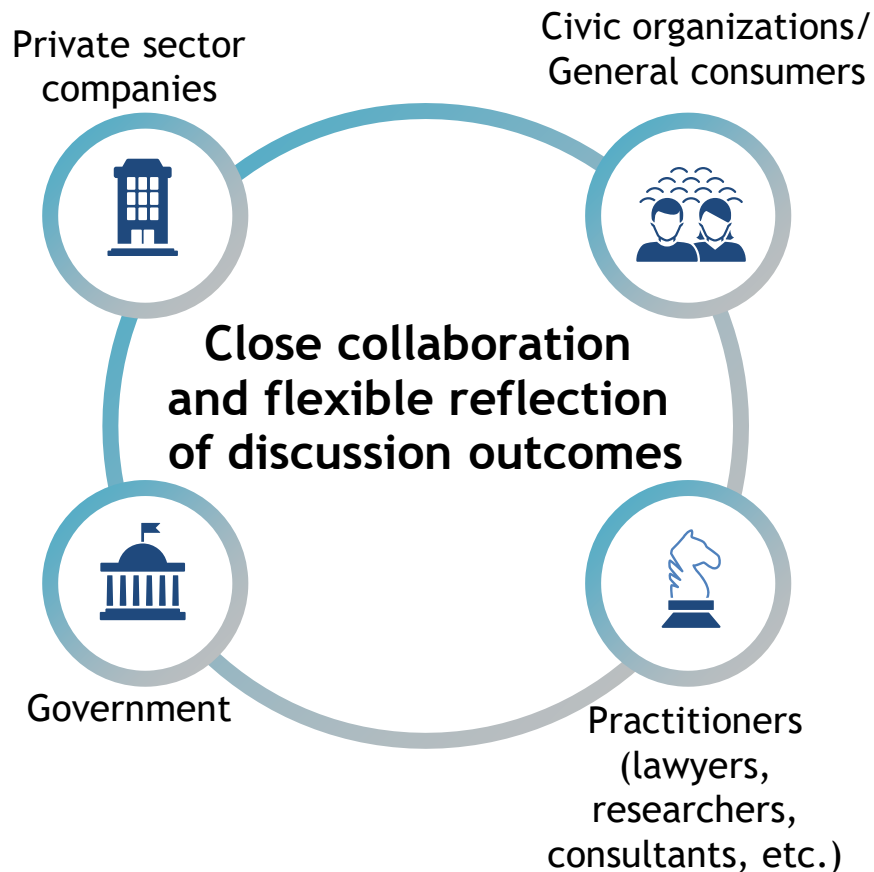 Private sector
companies
Civic organizations/
General consumers
Close collaboration
and flexible reflection
of discussion outcomes
Government
Practitioners
(lawyers,
researchers,
consultants, etc.)